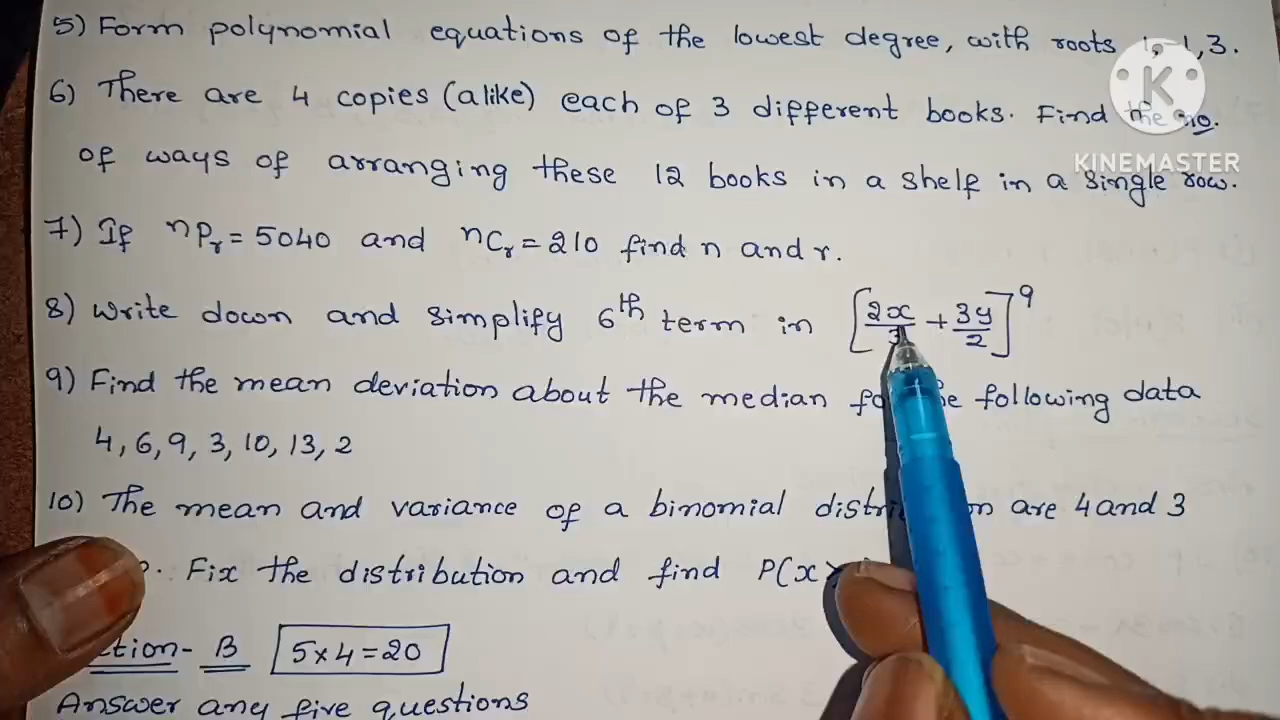 5) Form polynomial equations of the lowest degree, with roots 1, -1, 3.
6) There are 4 copies (alike) each of 3 different books. Find the no.
K
KINEMASTER
of ways of arranging these 12 books in a shelf in a single row.
7) If nPr = 5040 and nCr = 210 find n and r.
8) Write down and simplify 6th term in [2x/3 + 3y/2]^9
9) Find the mean deviation about the median for the following data
4, 6, 9, 3, 10, 13, 2
10) The mean and variance of a binomial distribution are 4 and 3
. Fix the distribution and find P(x
ction - B 5×4=20
Answer any five questions